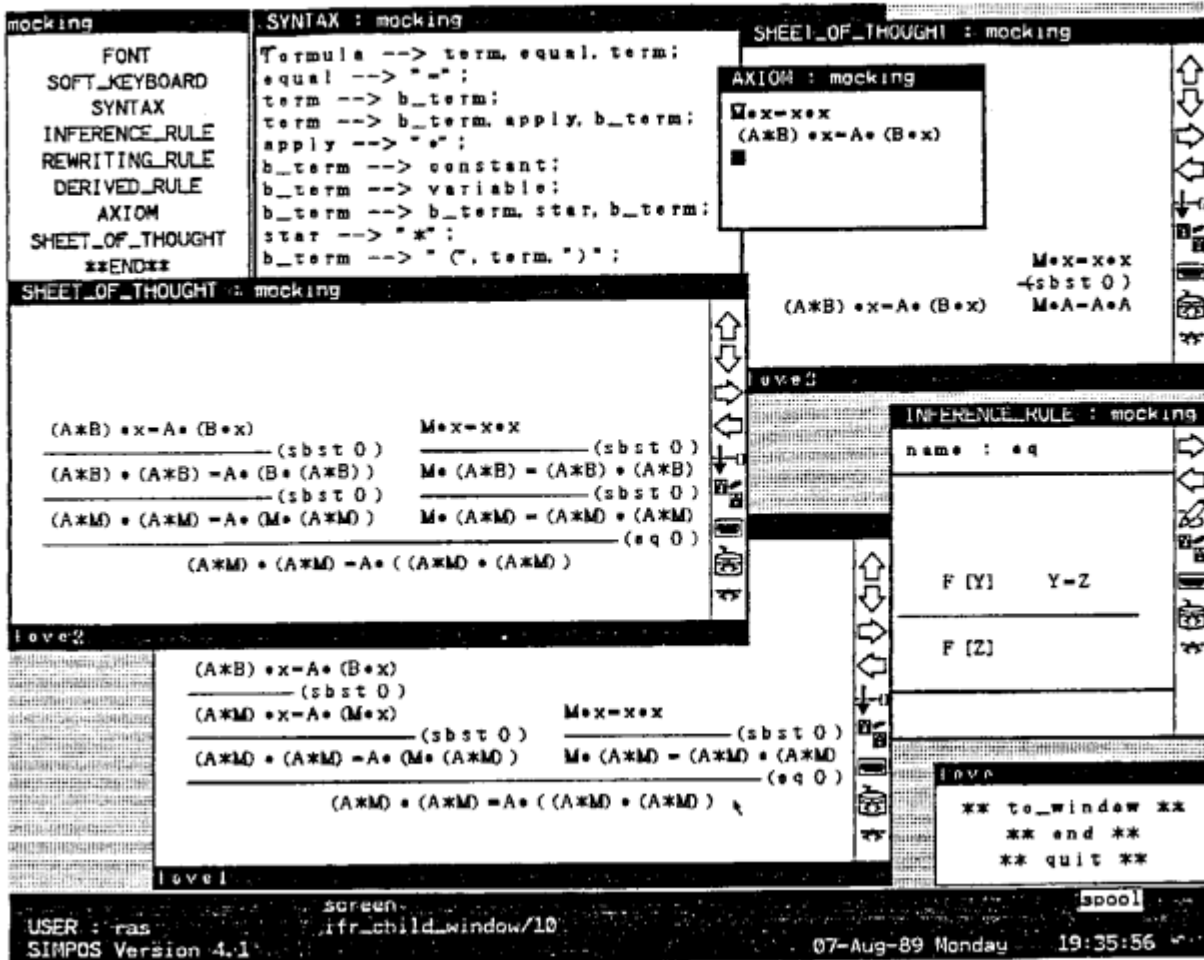 mocking
FONT
SOFT_KEYBOARD
SYNTAX
INFERENCE_RULE
REWRITING_RULE
DERIVED_RULE
AXIOM
SHEET_OF_THOUGHT
**END**
SYNTAX : mocking
formula --> term, equal, term;
equal --> "=";
term --> b_term;
term --> b_term, apply, b_term;
apply --> "•";
b_term --> constant;
b_term --> variable;
b_term --> b_term, star, b_term;
star --> "*";
b_term --> "(", term, ")";
SHEET_OF_THOUGHT : mocking
AXIOM : mocking
M•x=x•x
(A*B)•x=A•(B•x)
M•x=x•x
(sbst 0)
(A*B)•x=A•(B•x) M•A=A•A
love3
SHEET_OF_THOUGHT : mocking
(A*B)•x=A•(B•x) M•x=x•x
(sbst 0) (sbst 0)
(A*B)•(A*B)=A•(B•(A*B)) M•(A*B)=(A*B)•(A*B)
(sbst 0) (sbst 0)
(A*M)•(A*M)=A•(M•(A*M)) M•(A*M)=(A*M)•(A*M)
(eq 0)
(A*M)•(A*M)=A•((A*M)•(A*M))
love2
INFERENCE_RULE : mocking
name : eq
F[Y] Y=Z
F[Z]
(A*B)•x=A•(B•x)
(sbst 0)
(A*M)•x=A•(M•x) M•x=x•x
(sbst 0) (sbst 0)
(A*M)•(A*M)=A•(M•(A*M)) M•(A*M)=(A*M)•(A*M)
(eq 0)
(A*M)•(A*M)=A•((A*M)•(A*M))
love1
love
** to_window **
** end **
** quit **
screen
spool
USER : ras
ifr_child_window/10
SIMPOS Version 4.1
07-Aug-89 Monday 19:35:56